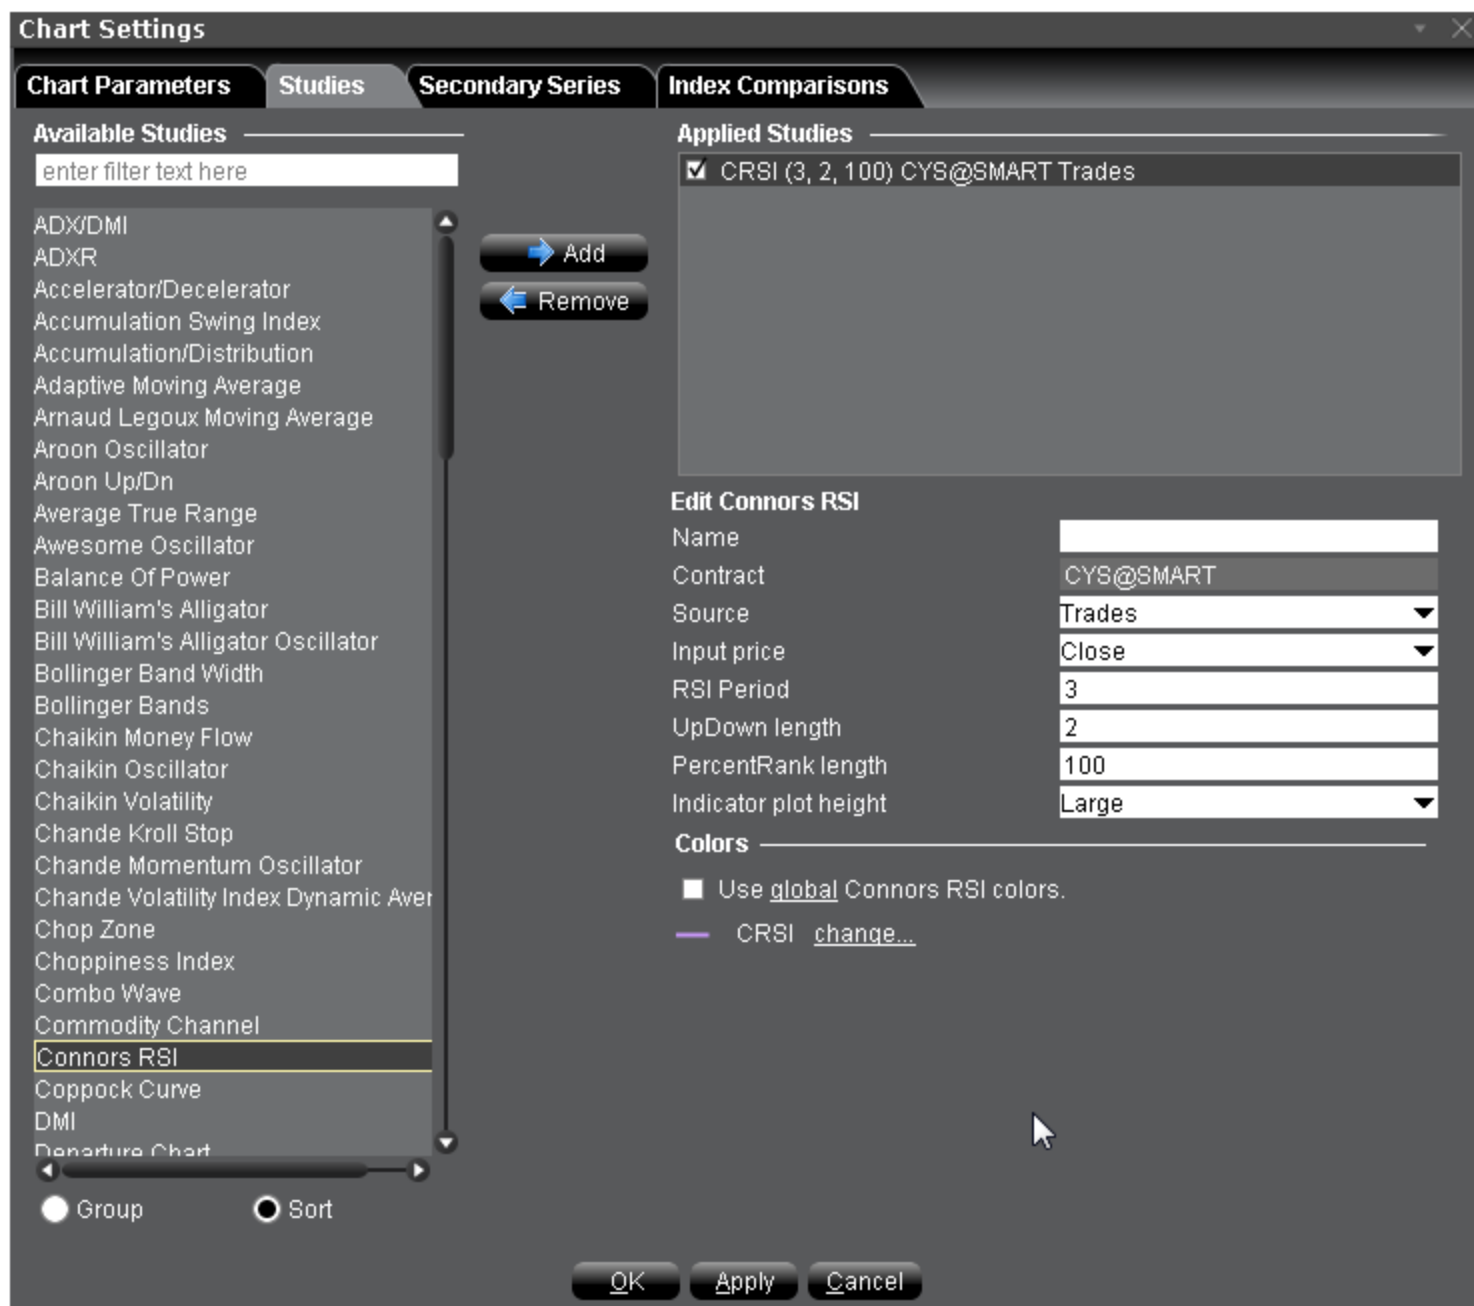 Chart Settings
Chart Parameters
Studies
Secondary Series
Index Comparisons
Available Studies
enter filter text here
ADX/DMI
ADXR
Accelerator/Decelerator
Accumulation Swing Index
Accumulation/Distribution
Adaptive Moving Average
Arnaud Legoux Moving Average
Aroon Oscillator
Aroon Up/Dn
Average True Range
Awesome Oscillator
Balance Of Power
Bill William's Alligator
Bill William's Alligator Oscillator
Bollinger Band Width
Bollinger Bands
Chaikin Money Flow
Chaikin Oscillator
Chaikin Volatility
Chande Kroll Stop
Chande Momentum Oscillator
Chande Volatility Index Dynamic Aver
Chop Zone
Choppiness Index
Combo Wave
Commodity Channel
Connors RSI
Coppock Curve
DMI
Departure Chart
Group
Sort
Add
Remove
Applied Studies
CRSI (3, 2, 100) CYS@SMART Trades
Edit Connors RSI
Name
Contract CYS@SMART
Source Trades
Input price Close
RSI Period 3
UpDown length 2
PercentRank length 100
Indicator plot height Large
Colors
Use global Connors RSI colors.
CRSI change...
OK
Apply
Cancel